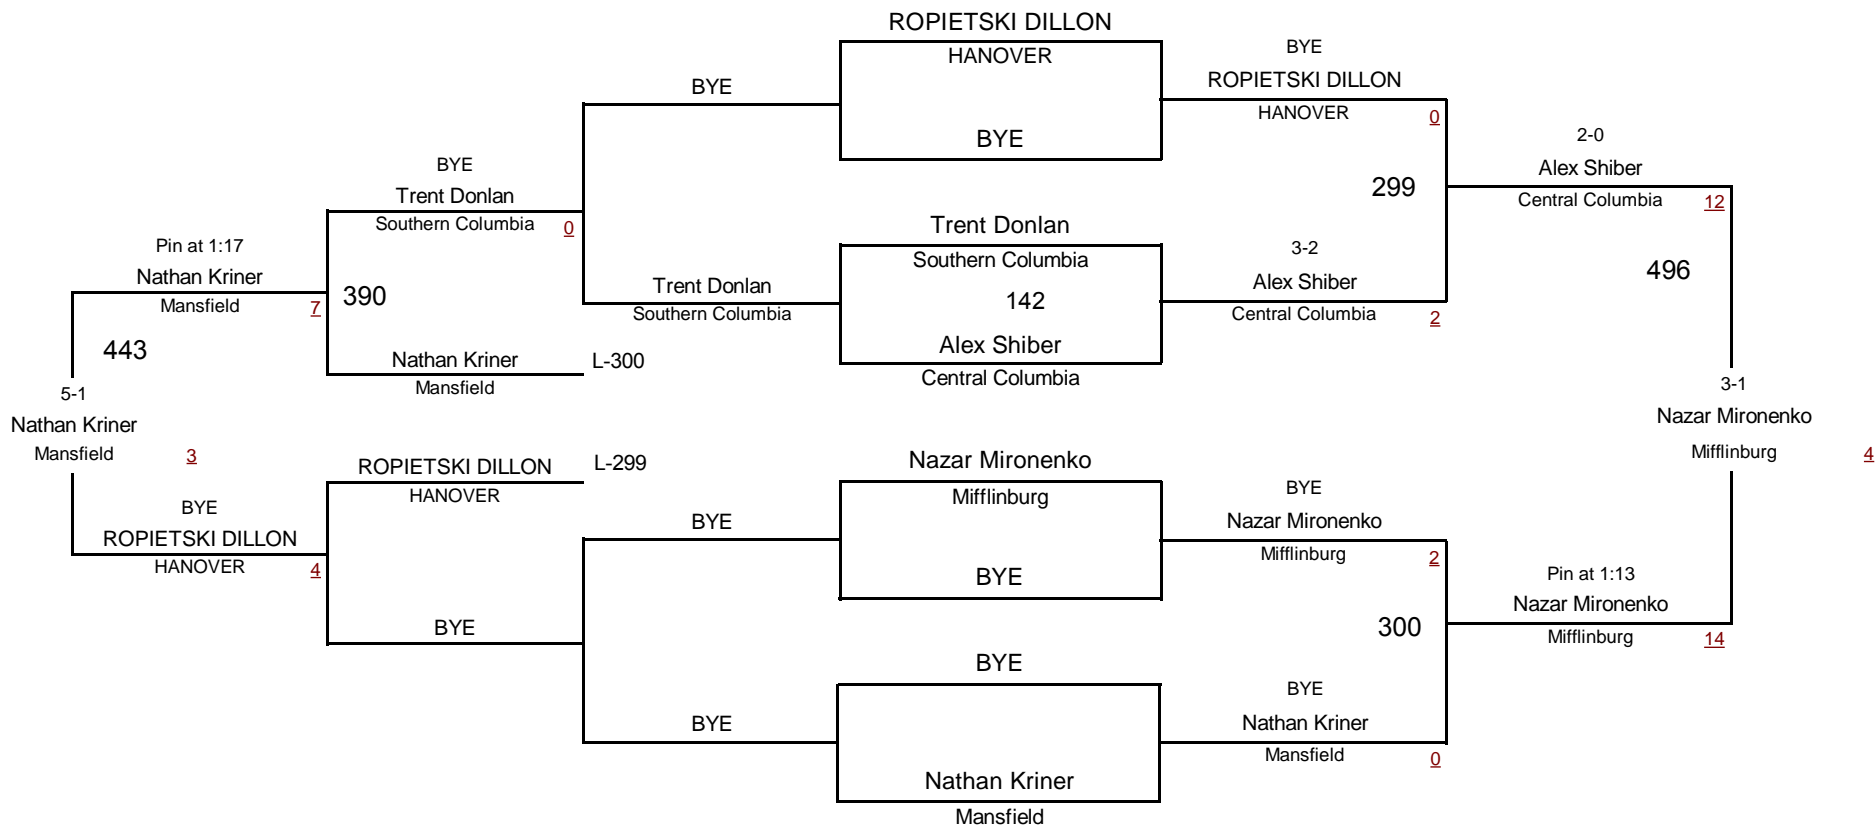 ROPIETSKI DILLON
HANOVER
BYE
BYE
ROPIETSKI DILLON
HANOVER
0
BYE
2-0
Alex Shiber
Central Columbia
12
BYE
Trent Donlan
Southern Columbia
0
299
Trent Donlan
Southern Columbia
3-2
Alex Shiber
Central Columbia
2
Pin at 1:17
Nathan Kriner
Mansfield
7
390
Trent Donlan
Southern Columbia
142
496
443
Nathan Kriner
Mansfield
L-300
Alex Shiber
Central Columbia
5-1
Nathan Kriner
Mansfield
3
3-1
Nazar Mironenko
Mifflinburg
4
ROPIETSKI DILLON
HANOVER
L-299
Nazar Mironenko
Mifflinburg
BYE
ROPIETSKI DILLON
HANOVER
4
BYE
BYE
Nazar Mironenko
Mifflinburg
2
BYE
Pin at 1:13
Nazar Mironenko
Mifflinburg
14
BYE
300
BYE
BYE
BYE
Nathan Kriner
Mansfield
0
Nathan Kriner
Mansfield